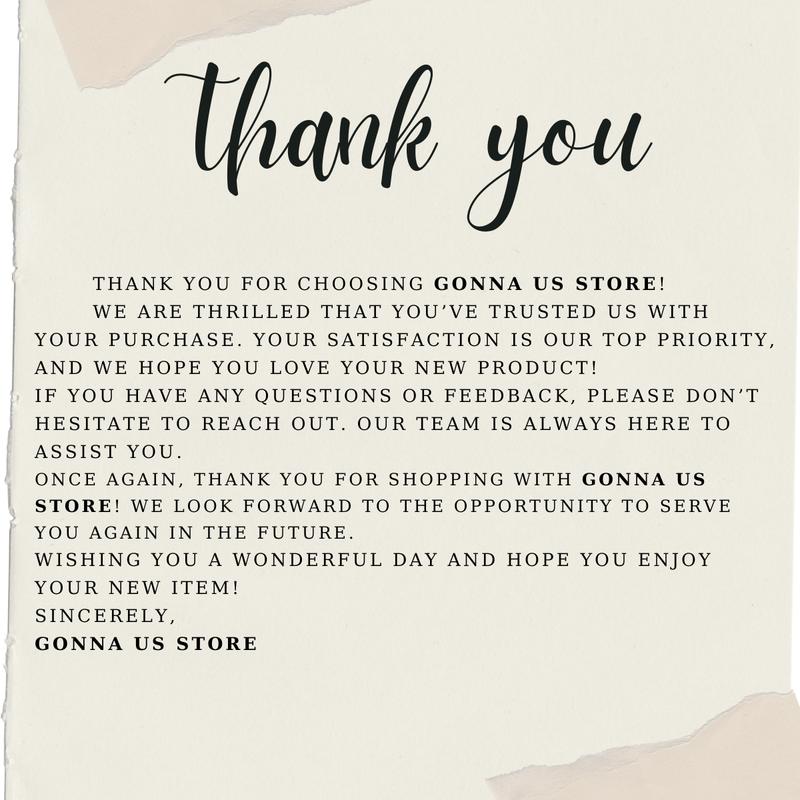 thank you
THANK YOU FOR CHOOSING GONNA US STORE!
WE ARE THRILLED THAT YOU’VE TRUSTED US WITH
YOUR PURCHASE. YOUR SATISFACTION IS OUR TOP PRIORITY,
AND WE HOPE YOU LOVE YOUR NEW PRODUCT!
IF YOU HAVE ANY QUESTIONS OR FEEDBACK, PLEASE DON’T
HESITATE TO REACH OUT. OUR TEAM IS ALWAYS HERE TO
ASSIST YOU.
ONCE AGAIN, THANK YOU FOR SHOPPING WITH GONNA US
STORE! WE LOOK FORWARD TO THE OPPORTUNITY TO SERVE
YOU AGAIN IN THE FUTURE.
WISHING YOU A WONDERFUL DAY AND HOPE YOU ENJOY
YOUR NEW ITEM!
SINCERELY,
GONNA US STORE